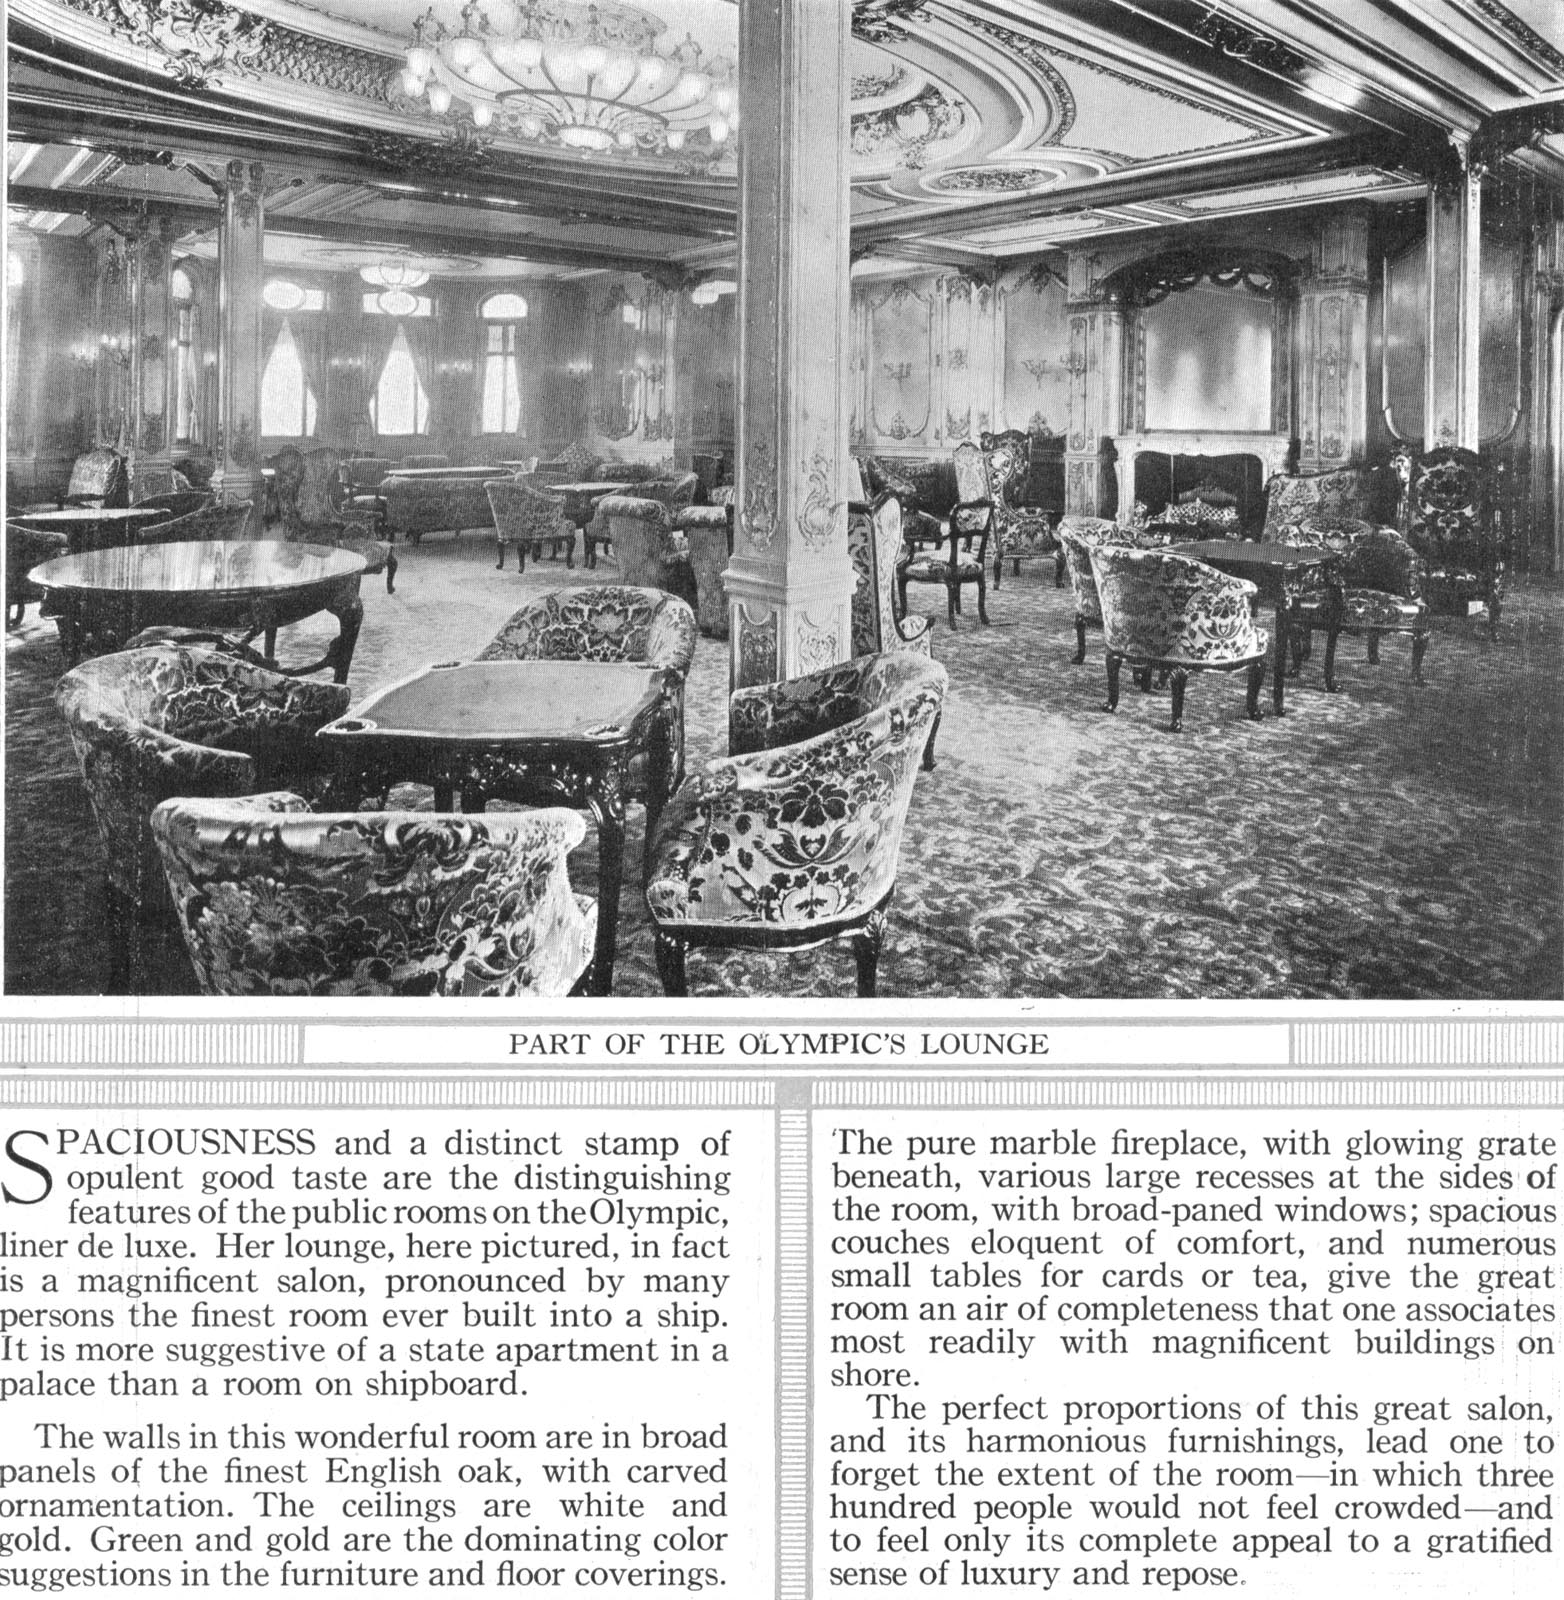 PART OF THE OLYMPIC'S LOUNGE
SPACIOUSNESS and a distinct stamp of
opulent good taste are the distinguishing
features of the public rooms on the Olympic,
liner de luxe. Her lounge, here pictured, in fact
is a magnificent salon, pronounced by many
persons the finest room ever built into a ship.
It is more suggestive of a state apartment in a
palace than a room on shipboard.
The walls in this wonderful room are in broad
panels of the finest English oak, with carved
ornamentation. The ceilings are white and
gold. Green and gold are the dominating color
suggestions in the furniture and floor coverings.
The pure marble fireplace, with glowing grate
beneath, various large recesses at the sides of
the room, with broad-paned windows; spacious
couches eloquent of comfort, and numerous
small tables for cards or tea, give the great
room an air of completeness that one associates
most readily with magnificent buildings on
shore.
The perfect proportions of this great salon,
and its harmonious furnishings, lead one to
forget the extent of the room—in which three
hundred people would not feel crowded—and
to feel only its complete appeal to a gratified
sense of luxury and repose.